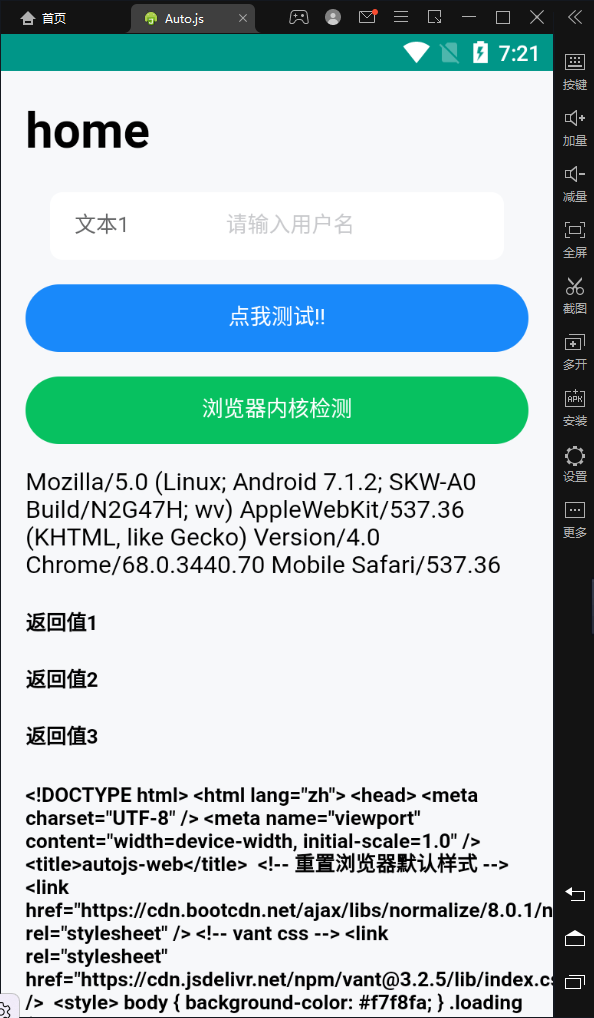 首页
Auto.js
7:21
按键
加量
减量
全屏
截图
多开
APK
安装
设置
更多
home
文本1 请输入用户名
点我测试!!
浏览器内核检测
Mozilla/5.0 (Linux; Android 7.1.2; SKW-A0
Build/N2G47H; wv) AppleWebKit/537.36
(KHTML, like Gecko) Version/4.0
Chrome/68.0.3440.70 Mobile Safari/537.36
返回值1
返回值2
返回值3
<!DOCTYPE html> <html lang="zh"> <head> <meta
charset="UTF-8" /> <meta name="viewport"
content="width=device-width, initial-scale=1.0" />
<title>autojs-web</title> <!-- 重置浏览器默认样式 -->
<link
href="https://cdn.bootcdn.net/ajax/libs/normalize/8.0.1/n
rel="stylesheet" /> <!-- vant css --> <link
rel="stylesheet"
href="https://cdn.jsdelivr.net/npm/vant@3.2.5/lib/index.cs
/> <style> body { background-color: #f7f8fa; } .loading